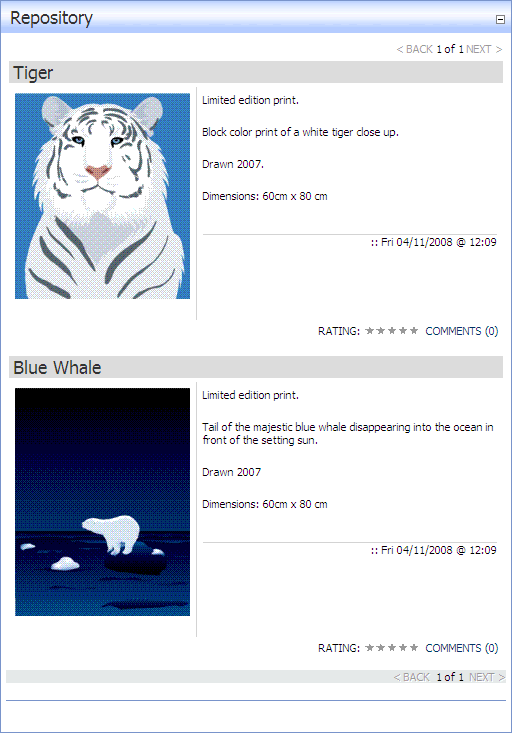 Repository
< BACK 1 of 1 NEXT >
Tiger
Limited edition print.
Block color print of a white tiger close up.
Drawn 2007.
Dimensions: 60cm x 80 cm
:: Fri 04/11/2008 @ 12:09
RATING: ★★★★★ COMMENTS (0)
Blue Whale
Limited edition print.
Tail of the majestic blue whale disappearing into the ocean in
front of the setting sun.
Drawn 2007
Dimensions: 60cm x 80 cm
:: Fri 04/11/2008 @ 12:09
RATING: ★★★★★ COMMENTS (0)
< BACK 1 of 1 NEXT >